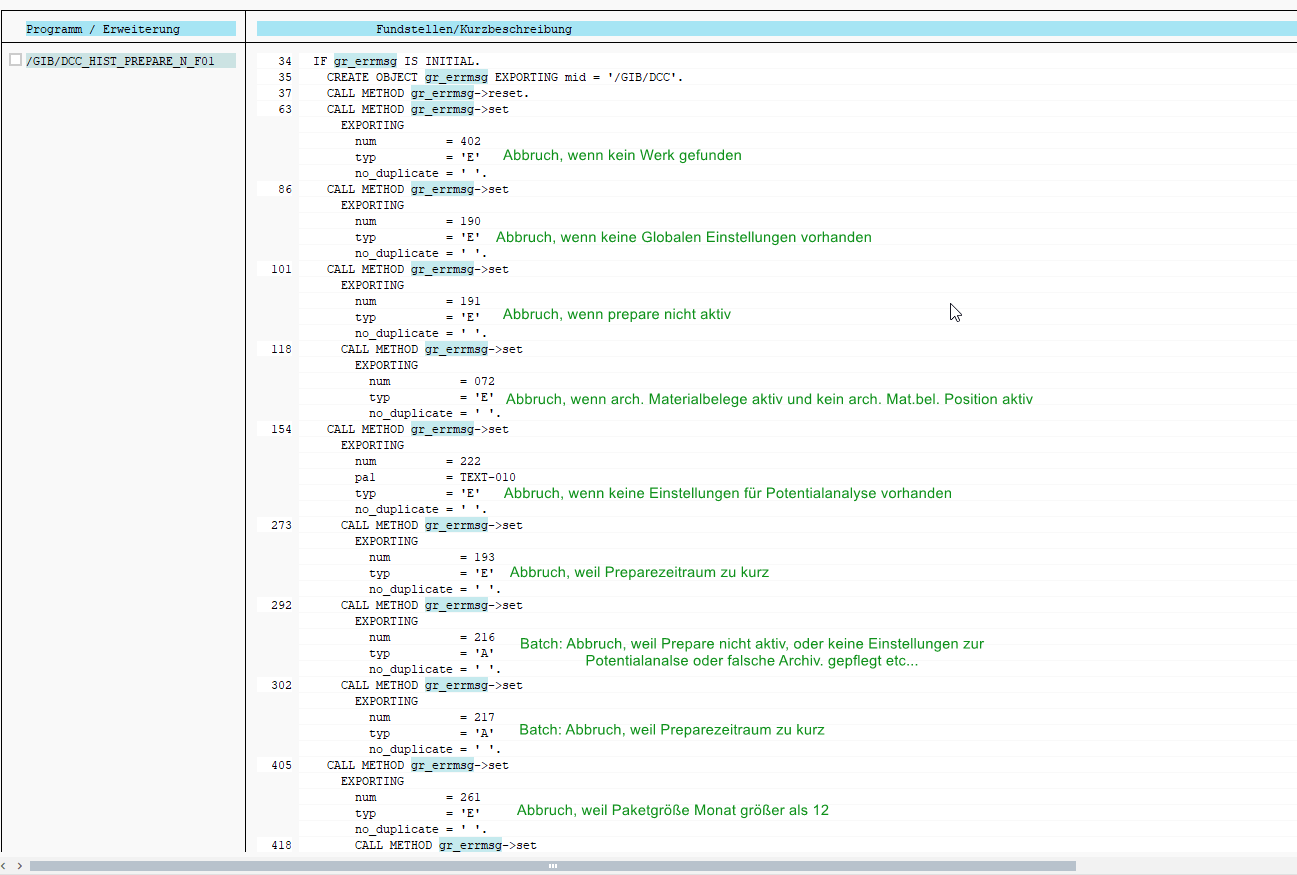 Programm / Erweiterung
Fundstellen/Kurzbeschreibung
/GIB/DCC_HIST_PREPARE_N_F01
34 IF gr_errmsg IS INITIAL.
35 CREATE OBJECT gr_errmsg EXPORTING mid = '/GIB/DCC'.
37 CALL METHOD gr_errmsg->reset.
63 CALL METHOD gr_errmsg->set
EXPORTING
num = 402
typ = 'E' Abbruch, wenn kein Werk gefunden
no_duplicate = ' '.
86 CALL METHOD gr_errmsg->set
EXPORTING
num = 190
typ = 'E' Abbruch, wenn keine Globalen Einstellungen vorhanden
no_duplicate = ' '.
101 CALL METHOD gr_errmsg->set
EXPORTING
num = 191
typ = 'E' Abbruch, wenn prepare nicht aktiv
no_duplicate = ' '.
118 CALL METHOD gr_errmsg->set
EXPORTING
num = 072
typ = 'E' Abbruch, wenn arch. Materialbelege aktiv und kein arch. Mat.bel. Position aktiv
no_duplicate = ' '.
154 CALL METHOD gr_errmsg->set
EXPORTING
num = 222
pa1 = TEXT-010
typ = 'E' Abbruch, wenn keine Einstellungen für Potentialanalyse vorhanden
no_duplicate = ' '.
273 CALL METHOD gr_errmsg->set
EXPORTING
num = 193
typ = 'E' Abbruch, weil Preparezeitraum zu kurz
no_duplicate = ' '.
292 CALL METHOD gr_errmsg->set
EXPORTING
num = 216
Batch: Abbruch, weil Prepare nicht aktiv, oder keine Einstellungen zur
typ = 'A'
Potentialanalse oder falsche Archiv. gepflegt etc...
no_duplicate = ' '.
302 CALL METHOD gr_errmsg->set
EXPORTING
num = 217
typ = 'A' Batch: Abbruch, weil Preparezeitraum zu kurz
no_duplicate = ' '.
405 CALL METHOD gr_errmsg->set
EXPORTING
num = 261
typ = 'E' Abbruch, weil Paketgröße Monat größer als 12
no_duplicate = ' '.
418 CALL METHOD gr_errmsg->set